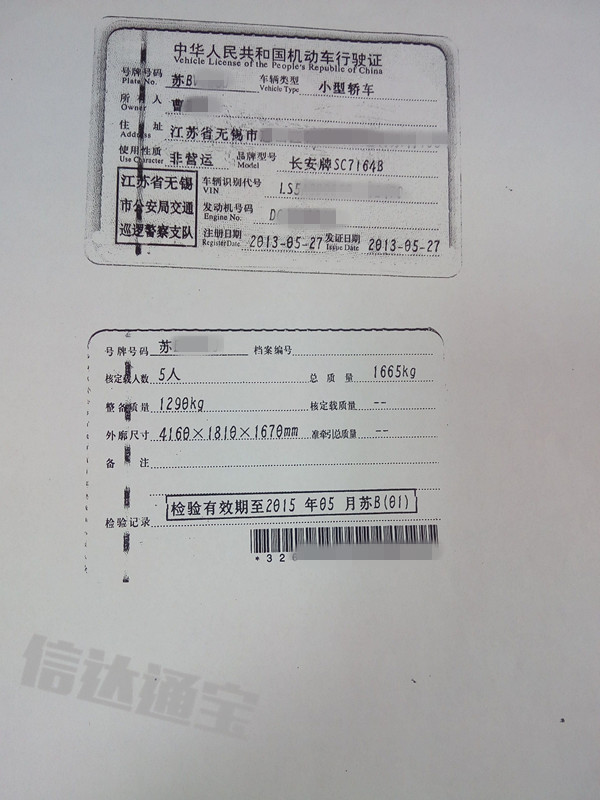 中华人民共和国机动车行驶证
Vehicle License of the People's Republic of China
号牌号码 苏B 车辆类型 小型轿车
Plate No. Vehicle Type
所有人 曹
Owner
住址 江苏省无锡市
Address
使用性质 非营运 品牌型号 长安牌SC7164B
Use Character Model
江苏省无锡 车辆识别代号 LS5
VIN
市公安局交通 发动机号码 D
Engine No.
巡逻警察支队 注册日期 2013-05-27 发证日期 2013-05-27
Register Date Issue Date
号牌号码 苏 档案编号
核定载人数 5人 总质量 1665kg
整备质量 1290kg 核定载质量 --
外廓尺寸 4160×1810×1670mm 准牵引总质量 --
备注
检验有效期至2015 年05 月苏B(01)
检验记录
*32
信达通宝